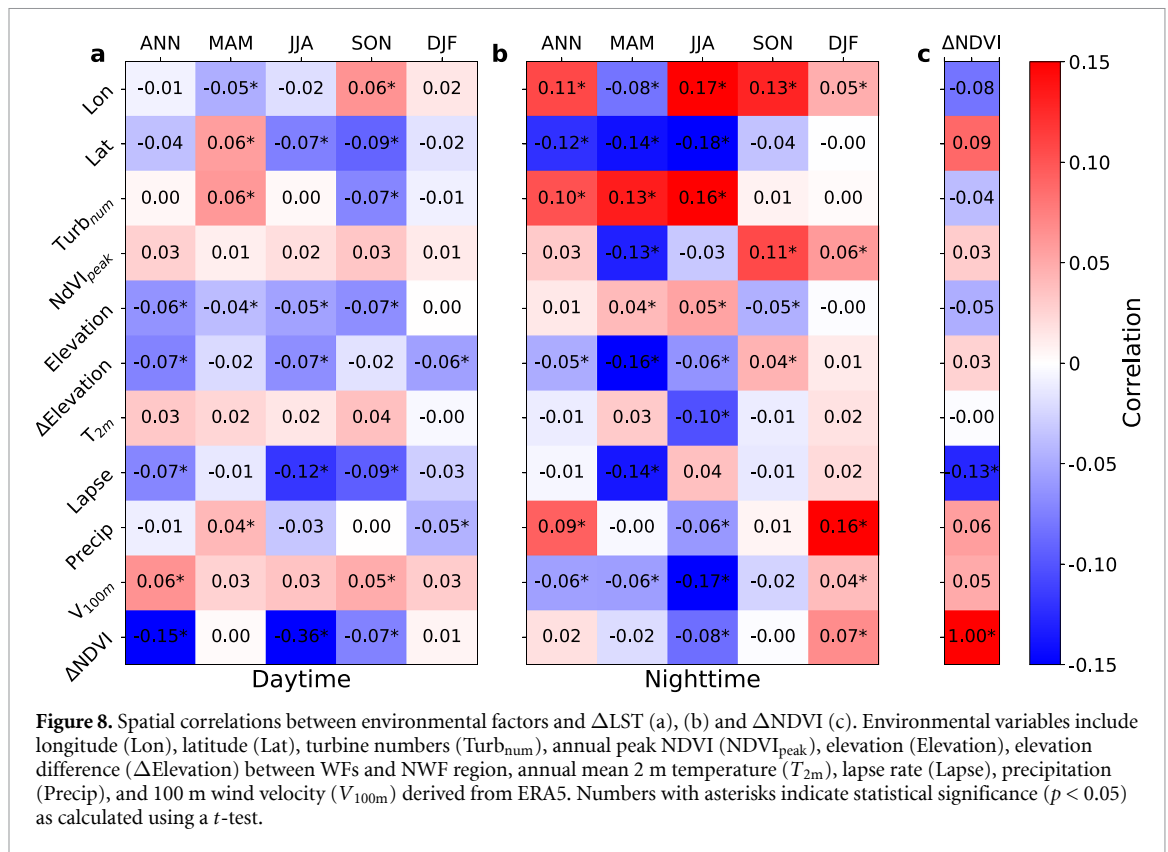 a ANN MAM JJA SON DJF b ANN MAM JJA SON DJF c ΔNDVI
Lon -0.01 -0.05* -0.02 0.06* 0.02 0.11* -0.08* 0.17* 0.13* 0.05* -0.08
Lat -0.04 0.06* -0.07* -0.09* -0.02 -0.12* -0.14* -0.18* -0.04 -0.00 0.09
Turbnum 0.00 0.06* 0.00 -0.07* -0.01 0.10* 0.13* 0.16* 0.01 0.00 -0.04
NdVIpeak 0.03 0.01 0.02 0.03 0.01 0.03 -0.13* -0.03 0.11* 0.06* 0.03
Elevation -0.06* -0.04* -0.05* -0.07* 0.00 0.01 0.04* 0.05* -0.05* -0.00 -0.05
ΔElevation -0.07* -0.02 -0.07* -0.02 -0.06* -0.05* -0.16* -0.06* 0.04* 0.01 0.03
T2m 0.03 0.02 0.02 0.04 -0.00 -0.01 0.03 -0.10* -0.01 0.02 -0.00
Lapse -0.07* -0.01 -0.12* -0.09* -0.03 -0.01 -0.14* 0.04 -0.01 0.02 -0.13*
Precip -0.01 0.04* -0.03 0.00 -0.05* 0.09* -0.00 -0.06* 0.01 0.16* 0.06
V100m 0.06* 0.03 0.03 0.05* 0.03 -0.06* -0.06* -0.17* -0.02 0.04* 0.05
ΔNDVI -0.15* 0.00 -0.36* -0.07* 0.01 0.02 -0.02 -0.08* -0.00 0.07* 1.00*
Daytime Nighttime
0.15
0.10
0.05
0
-0.05
-0.10
-0.15
Correlation
Figure 8. Spatial correlations between environmental factors and ΔLST (a), (b) and ΔNDVI (c). Environmental variables include
longitude (Lon), latitude (Lat), turbine numbers (Turbnum), annual peak NDVI (NDVIpeak), elevation (Elevation), elevation
difference (ΔElevation) between WFs and NWF region, annual mean 2 m temperature (T2m), lapse rate (Lapse), precipitation
(Precip), and 100 m wind velocity (V100m) derived from ERA5. Numbers with asterisks indicate statistical significance (p < 0.05)
as calculated using a t-test.